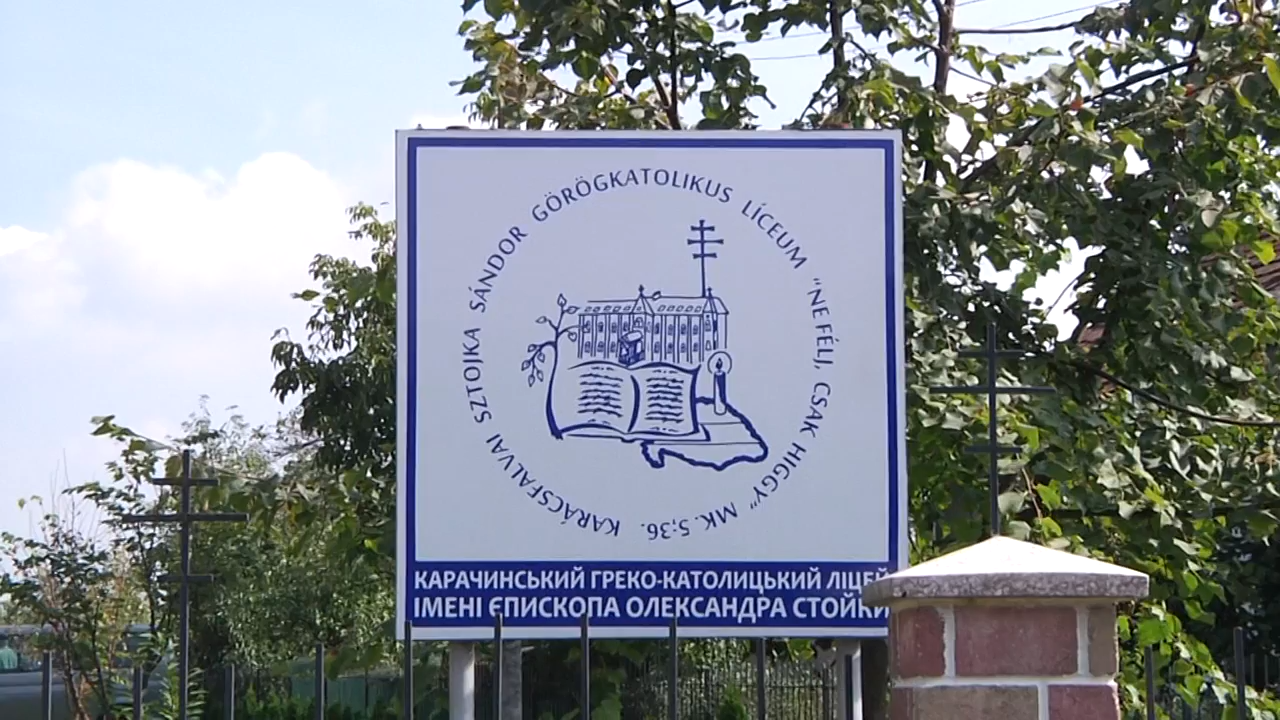 KARÁCSFALVAI SZTOJKA SÁNDOR GÖRÖGKATOLIKUS LÍCEUM "NE FÉLJ, CSAK HIGGY" MK. 5;36.
КАРАЧИНСЬКИЙ ГРЕКО-КАТОЛИЦЬКИЙ ЛІЦЕЙ
ІМЕНІ ЄПИСКОПА ОЛЕКСАНДРА СТОЙКИ